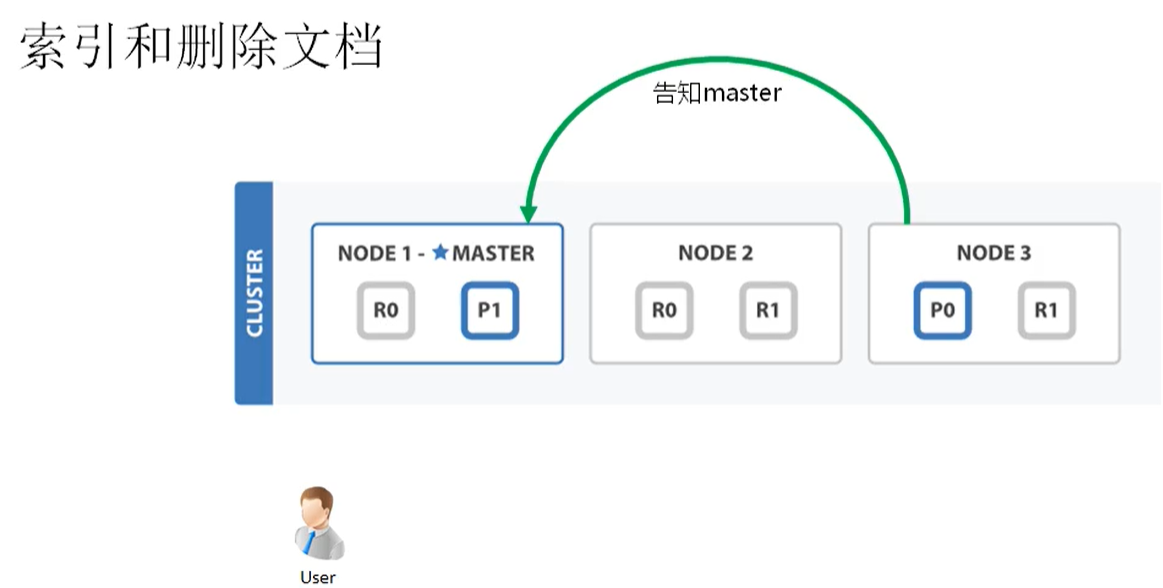 索引和删除文档
告知master
CLUSTER
NODE 1 - ★MASTER
R0
P1
NODE 2
R0
R1
NODE 3
P0
R1
User